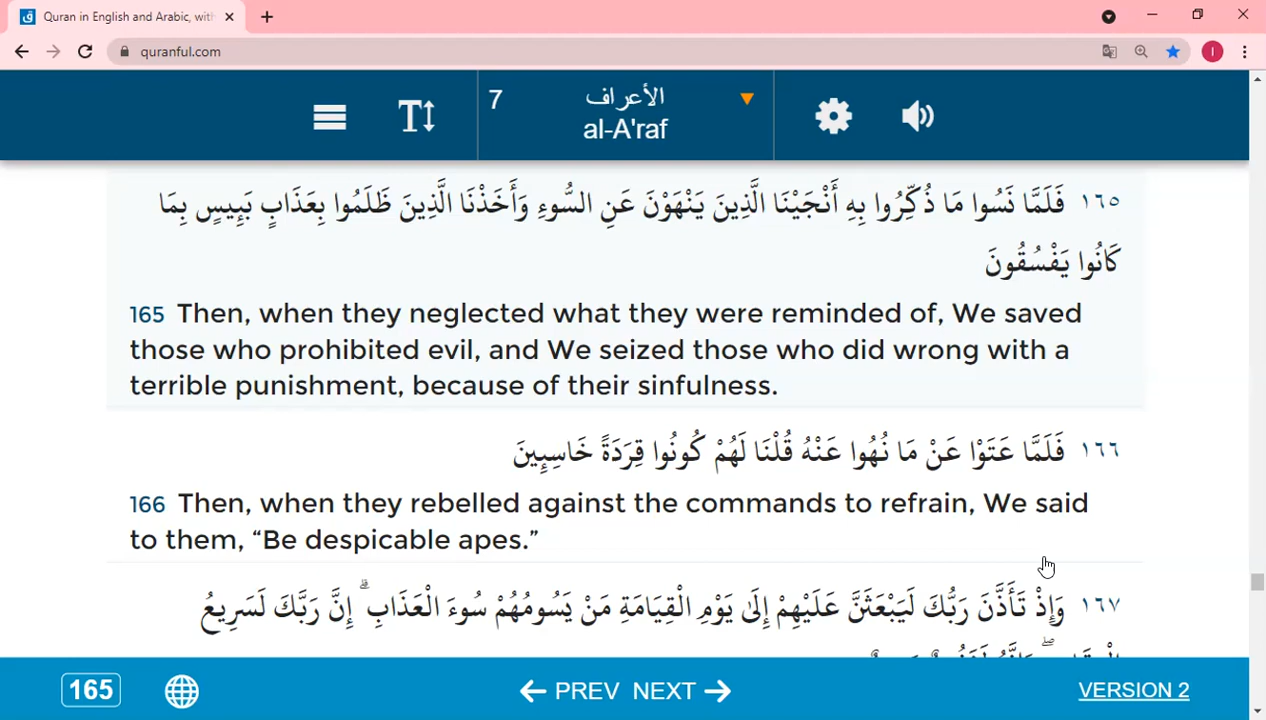 Quran in English and Arabic, with
quranful.com
7
الأعراف
al-A'raf
١٦٥ فَلَمَّا نَسُوا مَا ذُكِّرُوا بِهِ أَنْجَيْنَا الَّذِينَ يَنْهَوْنَ عَنِ السُّوءِ وَأَخَذْنَا الَّذِينَ ظَلَمُوا بِعَذَابٍ بَئِيسٍ بِمَا
كَانُوا يَفْسُقُونَ
165 Then, when they neglected what they were reminded of, We saved
those who prohibited evil, and We seized those who did wrong with a
terrible punishment, because of their sinfulness.
١٦٦ فَلَمَّا عَتَوْا عَنْ مَا نُهُوا عَنْهُ قُلْنَا لَهُمْ كُونُوا قِرَدَةً خَاسِئِينَ
166 Then, when they rebelled against the commands to refrain, We said
to them, “Be despicable apes.”
١٦٧ وَإِذْ تَأَذَّنَ رَبُّكَ لَيَبْعَثَنَّ عَلَيْهِمْ إِلَىٰ يَوْمِ الْقِيَامَةِ مَنْ يَسُومُهُمْ سُوءَ الْعَذَابِ ۗ إِنَّ رَبَّكَ لَسَرِيعُ
165
PREV NEXT
VERSION 2